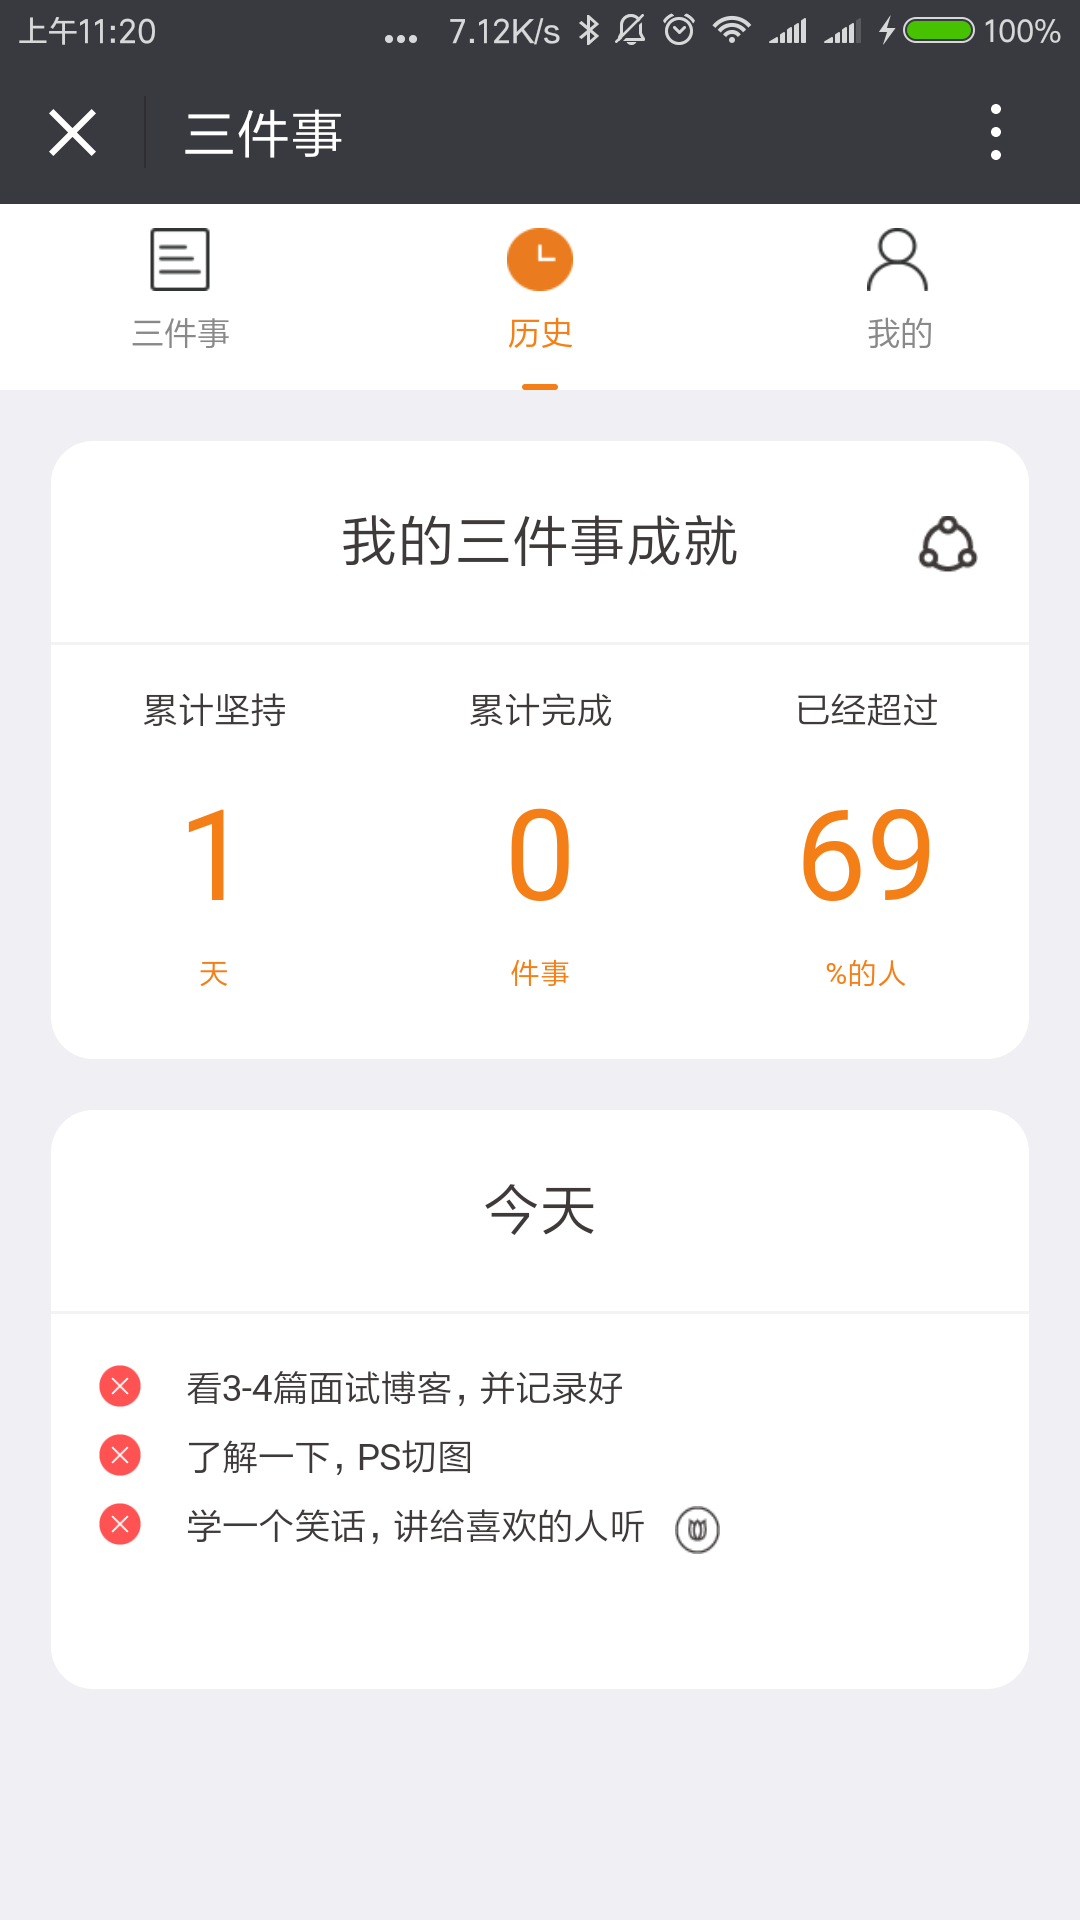 上午11:20 ... 7.12K/s 100%
三件事
三件事 历史 我的
我的三件事成就
累计坚持 累计完成 已经超过
1 0 69
天 件事 %的人
今天
看3-4篇面试博客，并记录好
了解一下，PS切图
学一个笑话，讲给喜欢的人听